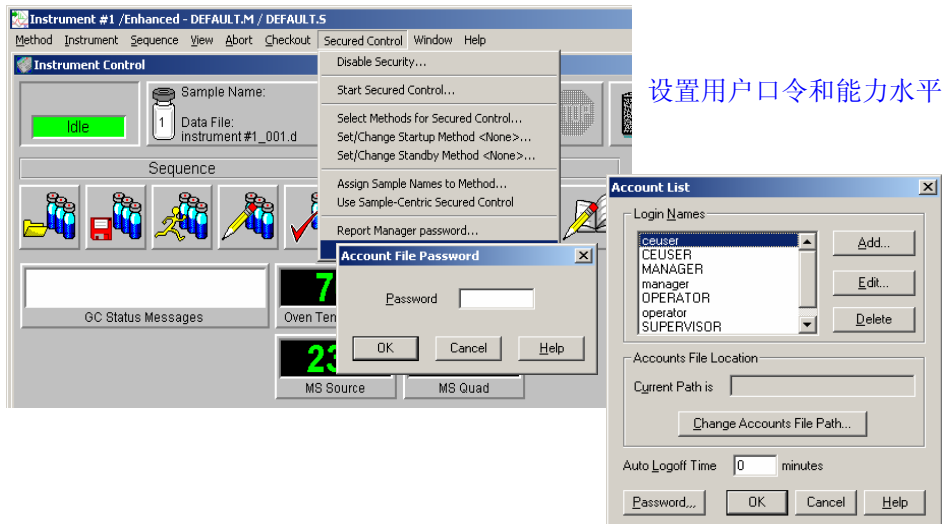 Instrument #1 /Enhanced - DEFAULT.M / DEFAULT.S
Method Instrument Sequence View Abort Checkout Secured Control Window Help
Instrument Control
Disable Security...
Start Secured Control...
Select Methods for Secured Control...
Set/Change Startup Method <None>...
Set/Change Standby Method <None>...
Assign Sample Names to Method...
Use Sample-Centric Secured Control
Report Manager password...
设置用户口令和能力水平
Idle
1
Sample Name:
Data File:
instrument#1_001.d
Sequence
GC Status Messages
7
Oven Ten
23
MS Source
MS Quad
Account File Password
Password
OK
Cancel
Help
Account List
Login Names
ceuser
CEUSER
MANAGER
manager
OPERATOR
operator
SUPERVISOR
Add...
Edit...
Delete
Accounts File Location
Current Path is
Change Accounts File Path...
Auto Logoff Time 0 minutes
Password,,,
OK
Cancel
Help